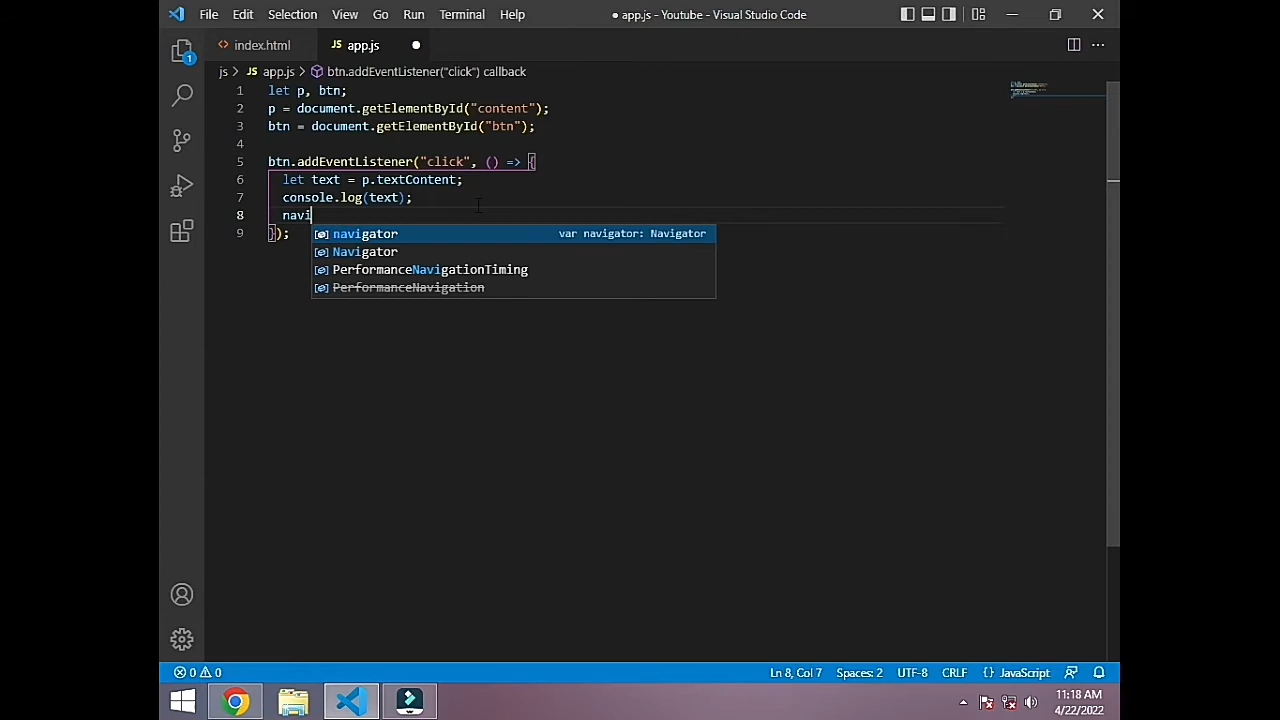 File Edit Selection View Go Run Terminal Help ● app.js - Youtube - Visual Studio Code
<> index.html JS app.js ●
js > JS app.js > btn.addEventListener("click") callback
1 let p, btn;
2 p = document.getElementById("content");
3 btn = document.getElementById("btn");
4
5 btn.addEventListener("click", () => {
6 let text = p.textContent;
7 console.log(text);
8 navi
9 });
navigator var navigator: Navigator
Navigator
PerformanceNavigationTiming
PerformanceNavigation
1
0 0 Ln 8, Col 7 Spaces: 2 UTF-8 CRLF {} JavaScript
11:18 AM
4/22/2022